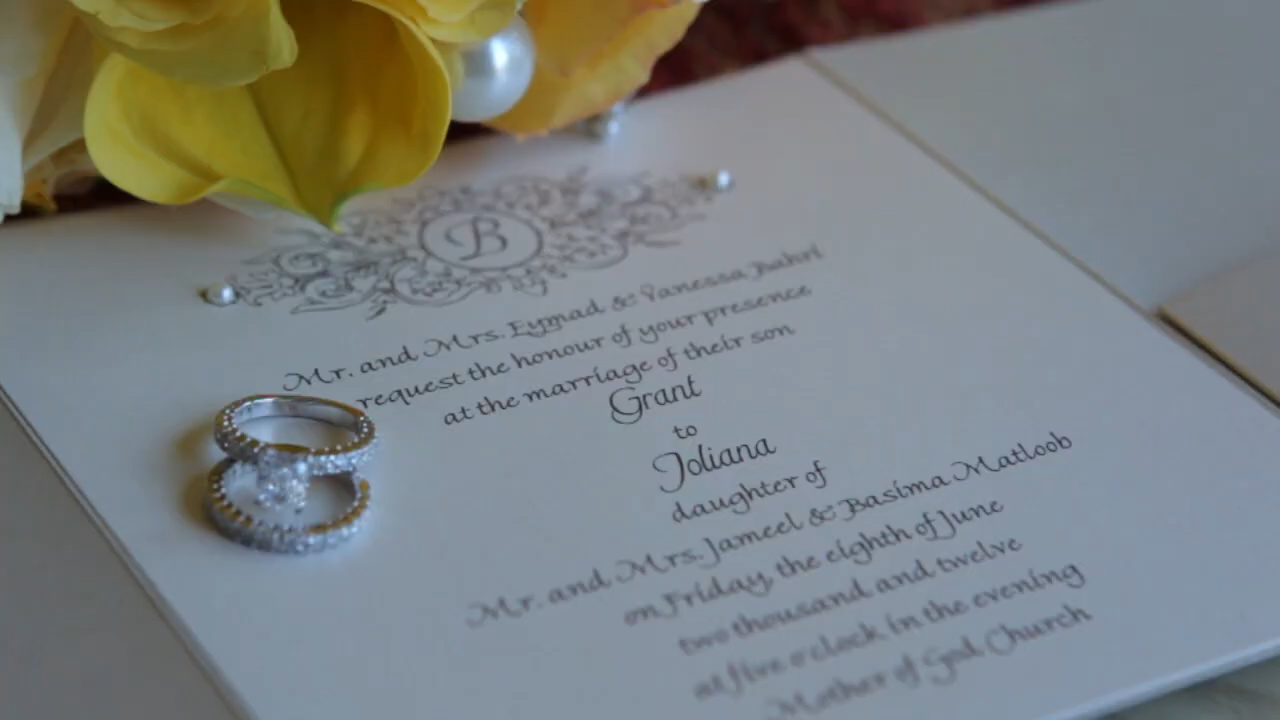 B
Mr. and Mrs. Eymad & Vanessa Bahri
request the honour of your presence
at the marriage of their son
Grant
to
Joliana
daughter of
Mr. and Mrs. Jameel & Basima Matloob
on Friday, the eighth of June
two thousand and twelve
at five o'clock in the evening
Mother of God Church